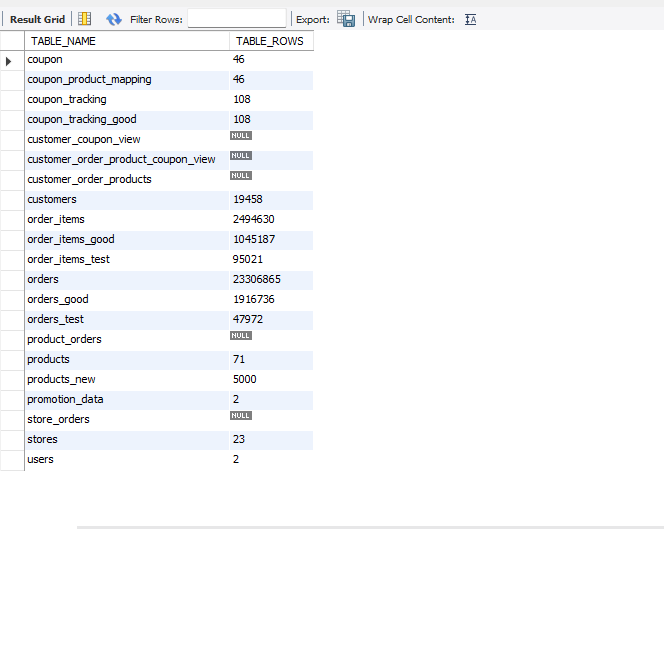 Result Grid Filter Rows: Export: Wrap Cell Content: IA
TABLE_NAME TABLE_ROWS
coupon 46
coupon_product_mapping 46
coupon_tracking 108
coupon_tracking_good 108
customer_coupon_view NULL
customer_order_product_coupon_view NULL
customer_order_products NULL
customers 19458
order_items 2494630
order_items_good 1045187
order_items_test 95021
orders 23306865
orders_good 1916736
orders_test 47972
product_orders NULL
products 71
products_new 5000
promotion_data 2
store_orders NULL
stores 23
users 2